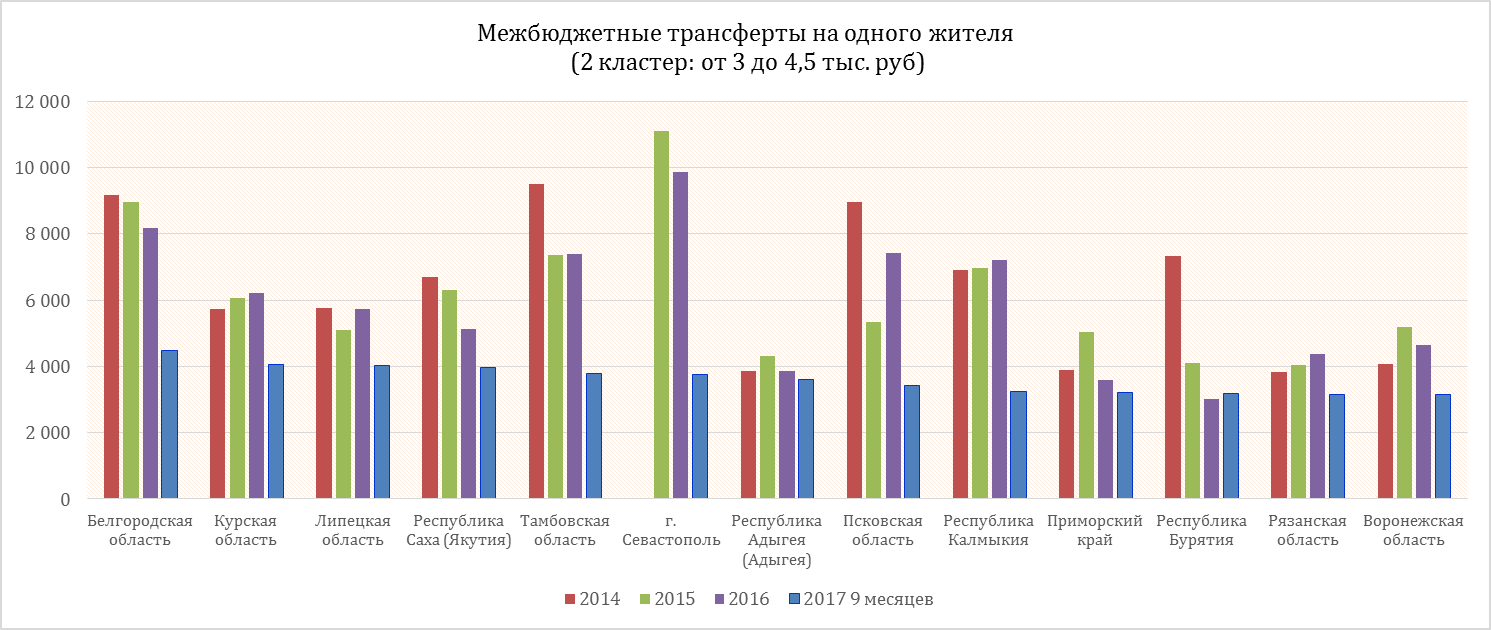 Межбюджетные трансферты на одного жителя
(2 кластер: от 3 до 4,5 тыс. руб)
12 000
10 000
8 000
6 000
4 000
2 000
0
Белгородская область
Курская область
Липецкая область
Республика Саха (Якутия)
Тамбовская область
г. Севастополь
Республика Адыгея (Адыгея)
Псковская область
Республика Калмыкия
Приморский край
Республика Бурятия
Рязанская область
Воронежская область
2014 2015 2016 2017 9 месяцев